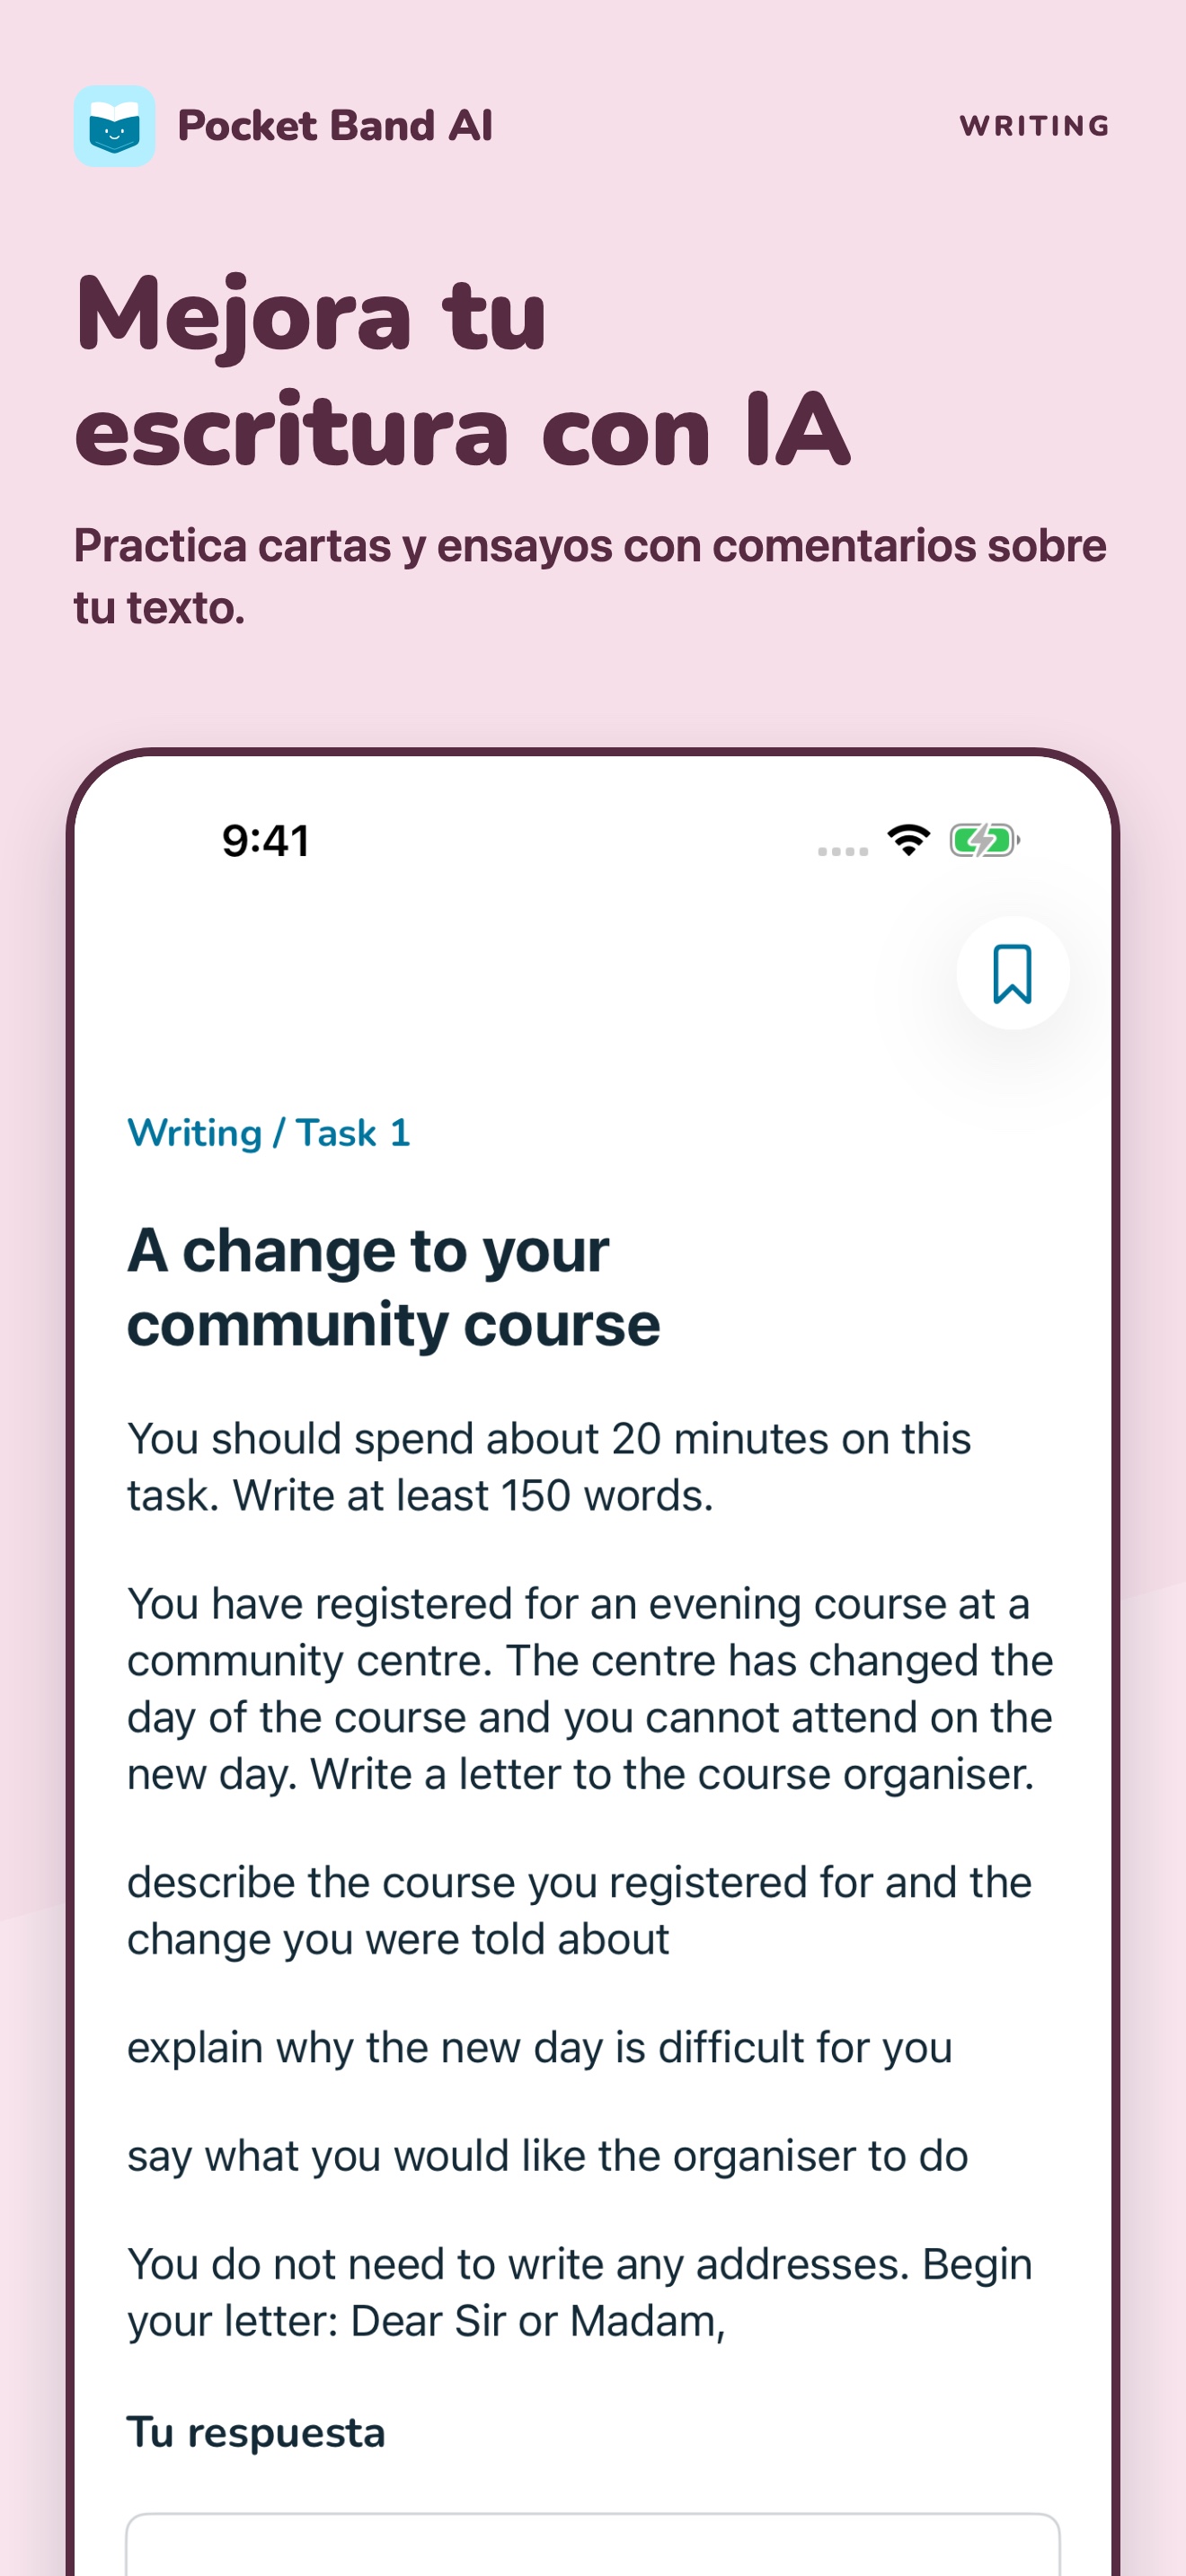 Pocket Band AI
WRITING
Mejora tu
escritura con IA
Practica cartas y ensayos con comentarios sobre
tu texto.
9:41
Writing / Task 1
A change to your
community course
You should spend about 20 minutes on this
task. Write at least 150 words.
You have registered for an evening course at a
community centre. The centre has changed the
day of the course and you cannot attend on the
new day. Write a letter to the course organiser.
describe the course you registered for and the
change you were told about
explain why the new day is difficult for you
say what you would like the organiser to do
You do not need to write any addresses. Begin
your letter: Dear Sir or Madam,
Tu respuesta